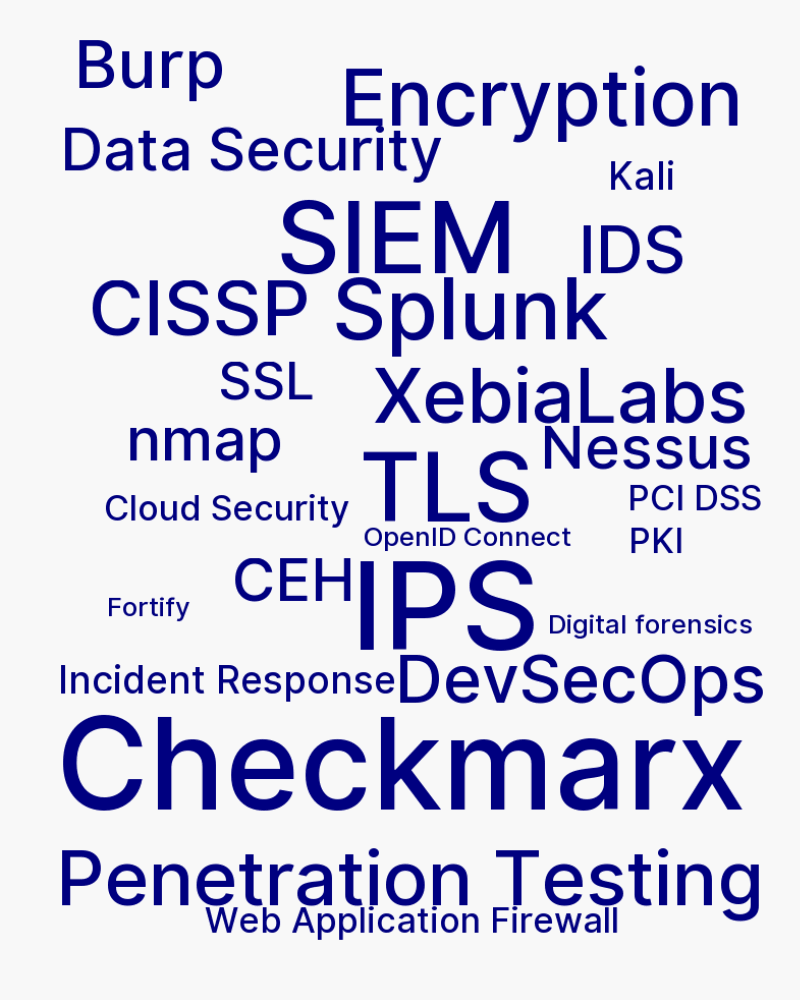 Burp
Encryption
Data Security
Kali
SIEM
IDS
CISSP
Splunk
SSL
XebiaLabs
nmap
Nessus
TLS
Cloud Security
PCI DSS
OpenID Connect
PKI
CEH
IPS
Fortify
Digital forensics
Incident Response
DevSecOps
Checkmarx
Penetration Testing
Web Application Firewall